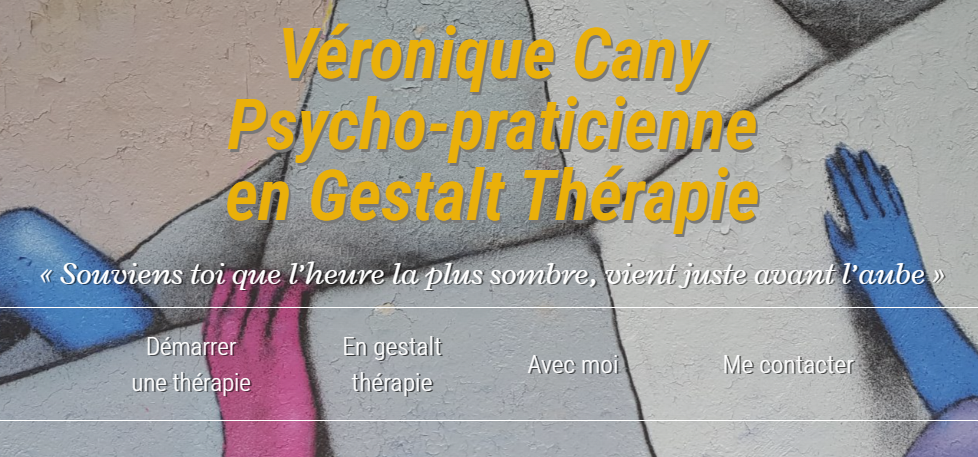 Véronique Cany
Psycho-praticienne
en Gestalt Thérapie
« Souviens toi que l’heure la plus sombre, vient juste avant l’aube »
Démarrer
une thérapie
En gestalt
thérapie
Avec moi
Me contacter